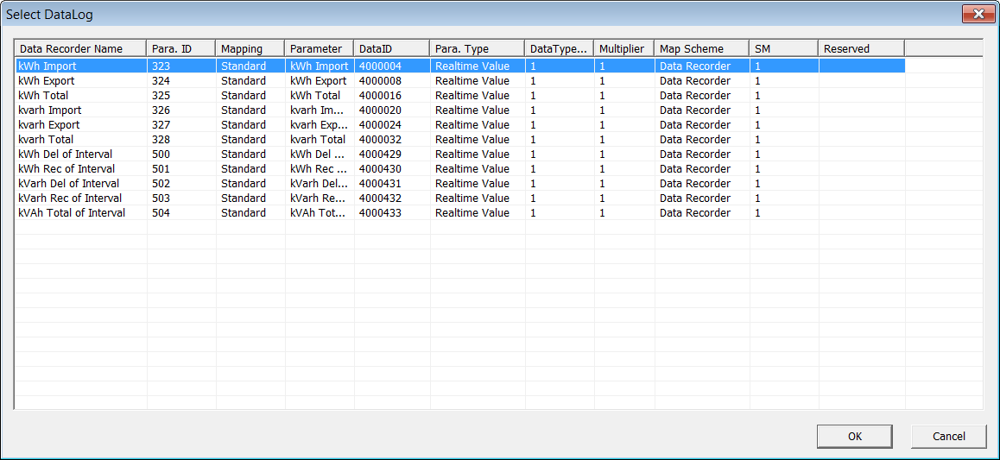 Select DataLog
Data Recorder Name Para. ID Mapping Parameter DataID Para. Type DataType... Multiplier Map Scheme SM Reserved
kWh Import 323 Standard kWh Import 4000004 Realtime Value 1 1 Data Recorder 1
kWh Export 324 Standard kWh Export 4000008 Realtime Value 1 1 Data Recorder 1
kWh Total 325 Standard kWh Total 4000016 Realtime Value 1 1 Data Recorder 1
kvarh Import 326 Standard kvarh Im... 4000020 Realtime Value 1 1 Data Recorder 1
kvarh Export 327 Standard kvarh Exp... 4000024 Realtime Value 1 1 Data Recorder 1
kvarh Total 328 Standard kvarh Total 4000032 Realtime Value 1 1 Data Recorder 1
kWh Del of Interval 500 Standard kWh Del ... 4000429 Realtime Value 1 1 Data Recorder 1
kWh Rec of Interval 501 Standard kWh Rec ... 4000430 Realtime Value 1 1 Data Recorder 1
kVarh Del of Interval 502 Standard kVarh Del... 4000431 Realtime Value 1 1 Data Recorder 1
kVarh Rec of Interval 503 Standard kVarh Re... 4000432 Realtime Value 1 1 Data Recorder 1
kVAh Total of Interval 504 Standard kVAh Tot... 4000433 Realtime Value 1 1 Data Recorder 1
OK Cancel